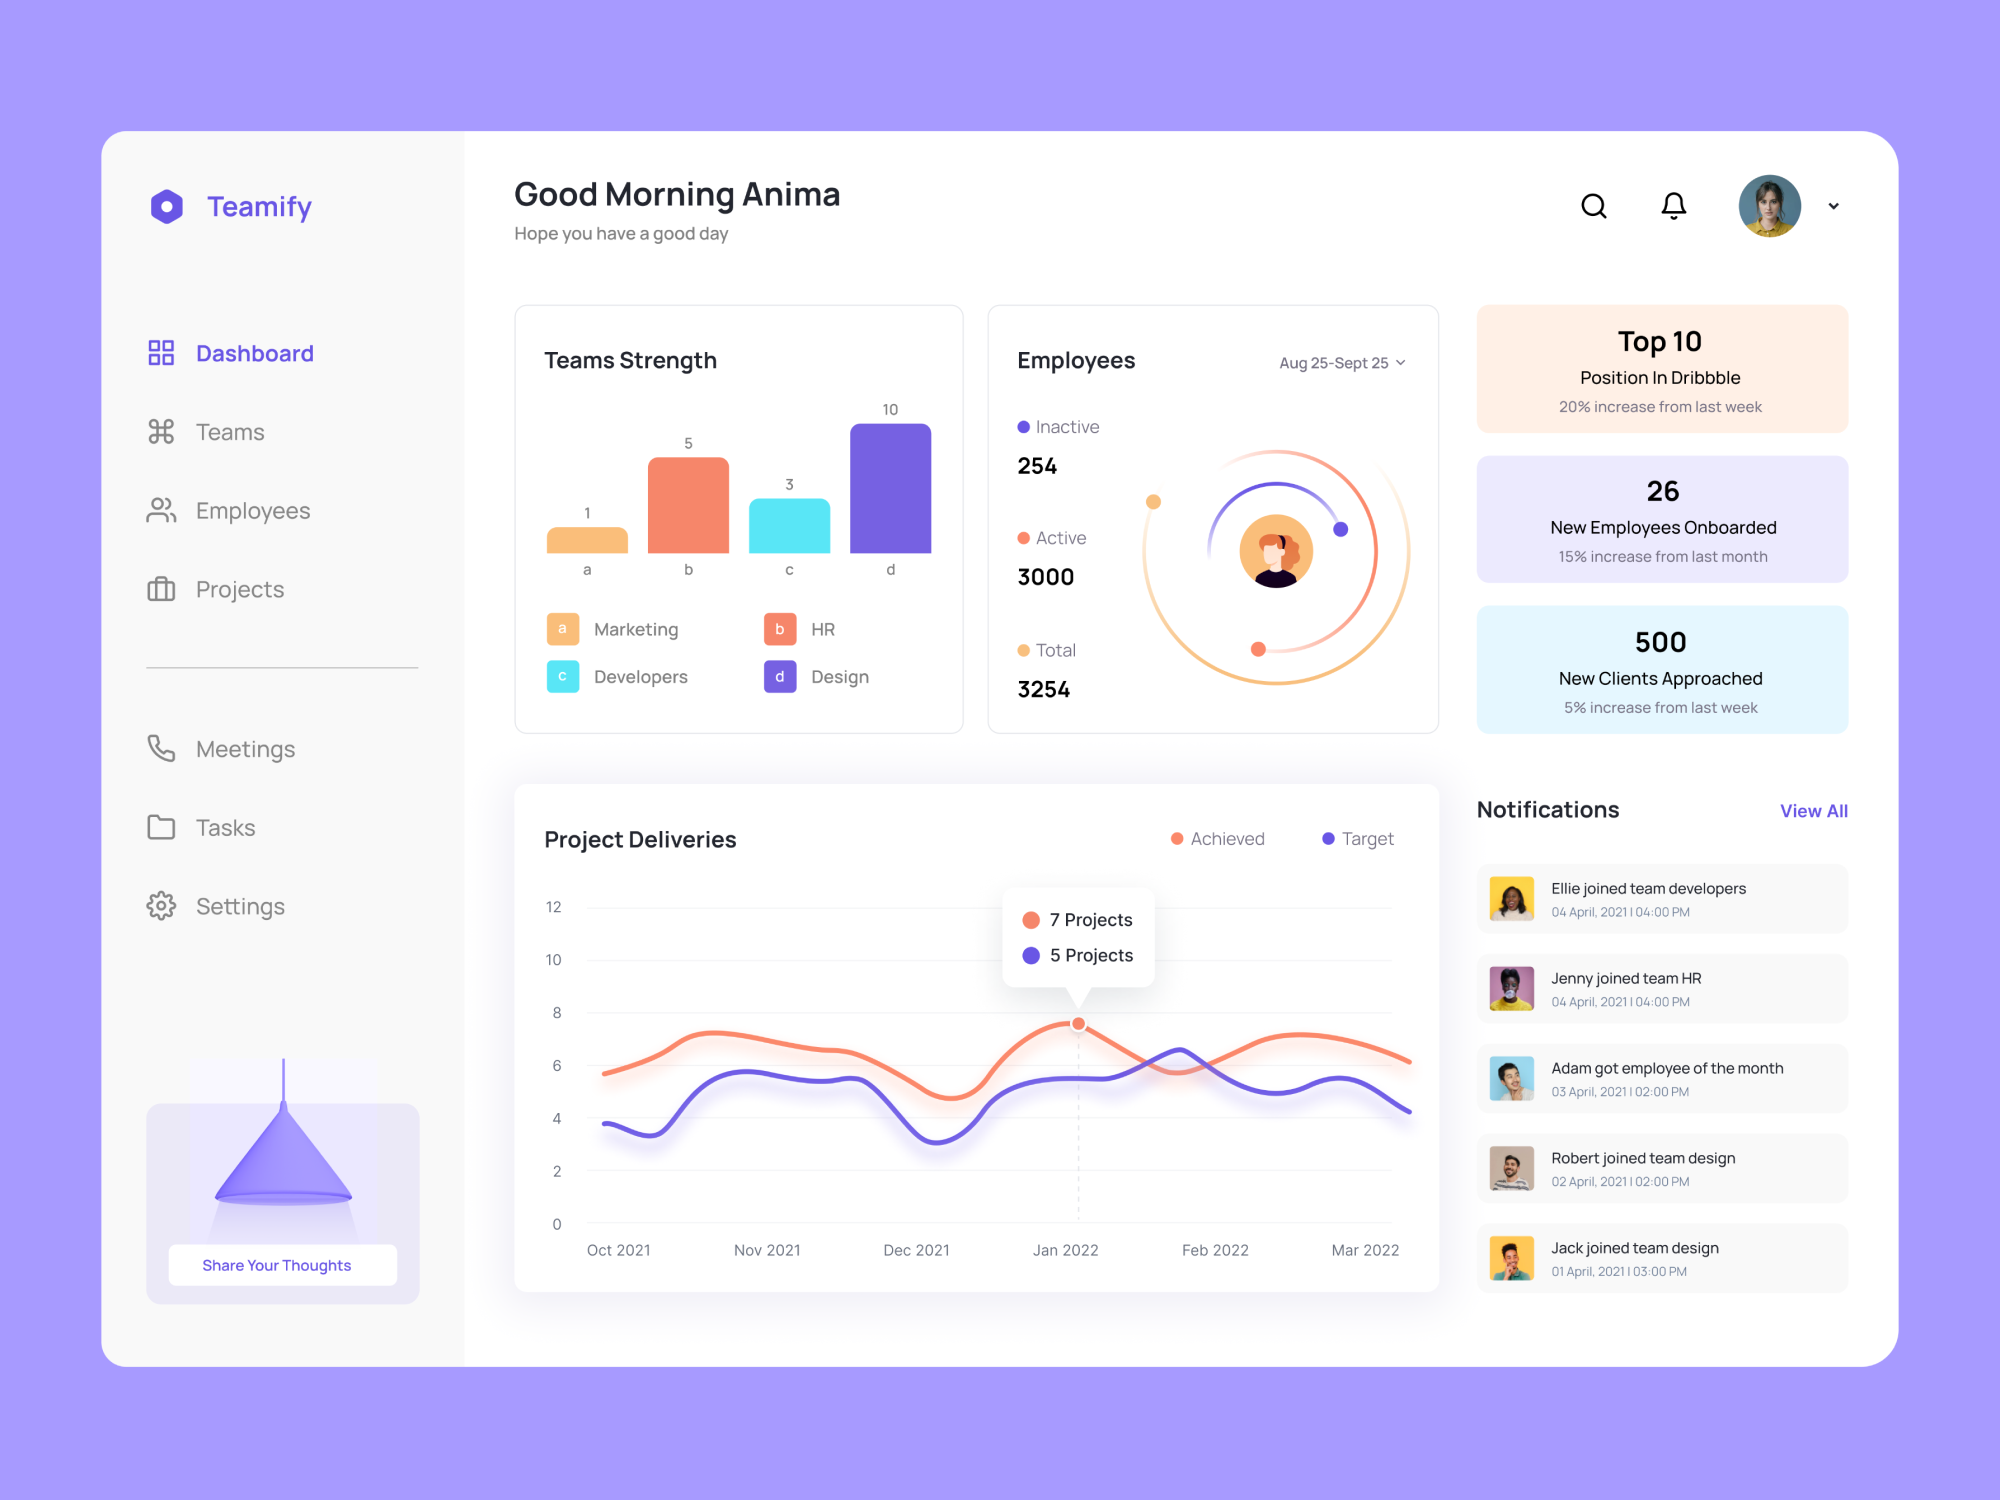 Teamify
Dashboard
Teams
Employees
Projects
Meetings
Tasks
Settings
Share Your Thoughts
Good Morning Anima
Hope you have a good day
Teams Strength
1
5
3
10
a
b
c
d
a Marketing
b HR
c Developers
d Design
Employees
Aug 25-Sept 25
Inactive
254
Active
3000
Total
3254
Top 10
Position In Dribbble
20% increase from last week
26
New Employees Onboarded
15% increase from last month
500
New Clients Approached
5% increase from last week
Project Deliveries
Achieved
Target
7 Projects
5 Projects
12
10
8
6
4
2
0
Oct 2021
Nov 2021
Dec 2021
Jan 2022
Feb 2022
Mar 2022
Notifications
View All
Ellie joined team developers
04 April, 2021 | 04:00 PM
Jenny joined team HR
04 April, 2021 | 04:00 PM
Adam got employee of the month
03 April, 2021 | 02:00 PM
Robert joined team design
02 April, 2021 | 02:00 PM
Jack joined team design
01 April, 2021 | 03:00 PM